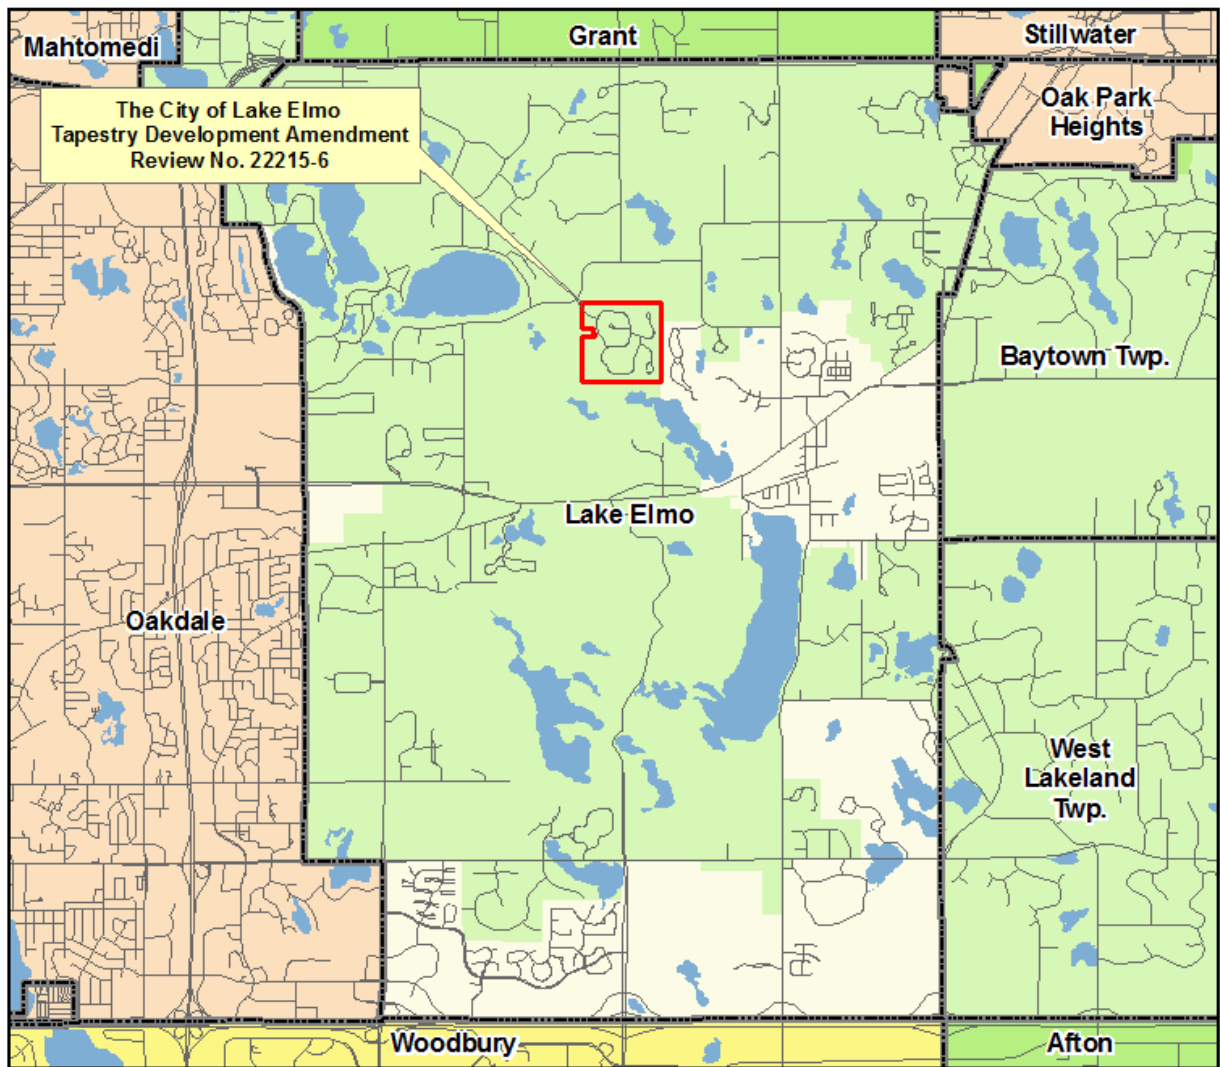 Mahtomedi
Grant
Stillwater
The City of Lake Elmo
Tapestry Development Amendment
Review No. 22215-6
Oak Park
Heights
Baytown Twp.
Lake Elmo
Oakdale
West
Lakeland
Twp.
Woodbury
Afton